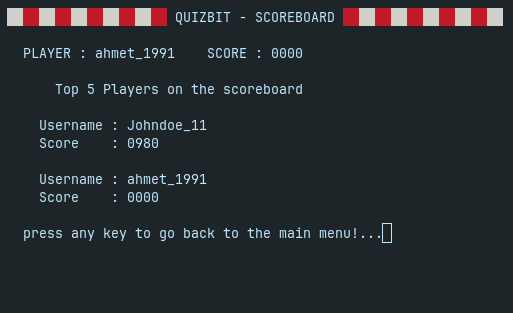 QUIZBIT - SCOREBOARD
PLAYER : ahmet_1991    SCORE : 0000
Top 5 Players on the scoreboard
Username : Johndoe_11
Score    : 0980
Username : ahmet_1991
Score    : 0000
press any key to go back to the main menu!...